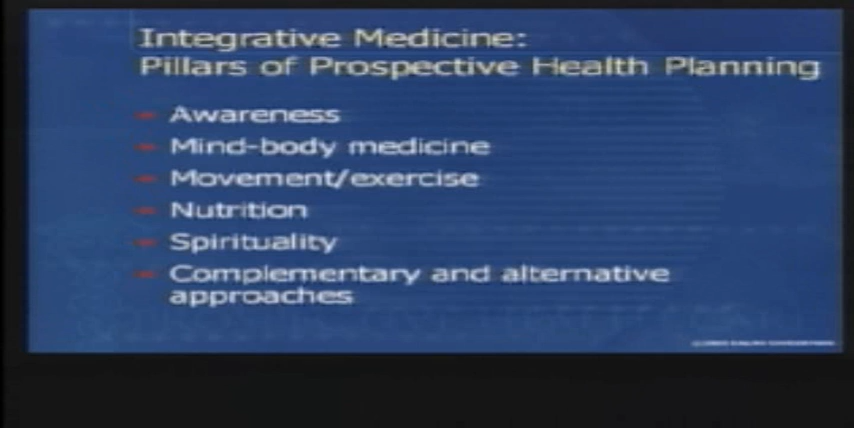 Integrative Medicine:
Pillars of Prospective Health Planning
Awareness
Mind-body medicine
Movement/exercise
Nutrition
Spirituality
Complementary and alternative
approaches